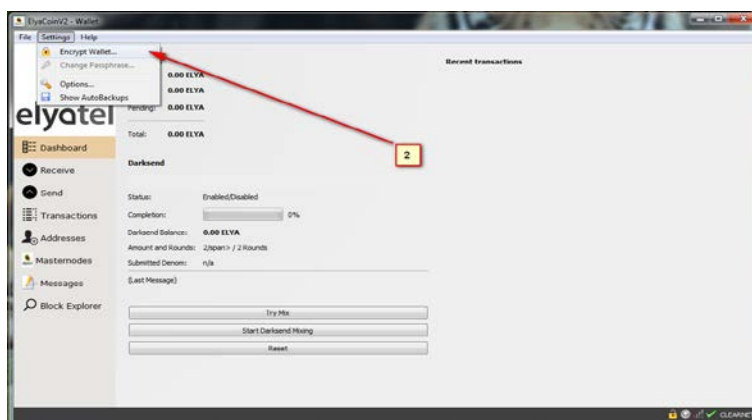 ElyaCoinV2 - Wallet
File Settings Help
Encrypt Wallet...
Change Passphrase...
Options...
Show AutoBackups
elyatel
Dashboard
Receive
Send
Transactions
Addresses
Masternodes
Messages
Block Explorer
0.00 ELYA
0.00 ELYA
Pending: 0.00 ELYA
Total: 0.00 ELYA
Darksend
Status: Enabled/Disabled
Completion: 0%
Darksend Balance: 0.00 ELYA
Amount and Rounds: 2/span> / 2 Rounds
Submitted Denom: n/a
(Last Message)
Try Mix
Start Darksend Mixing
Reset
Recent transactions
2
CLEARNET